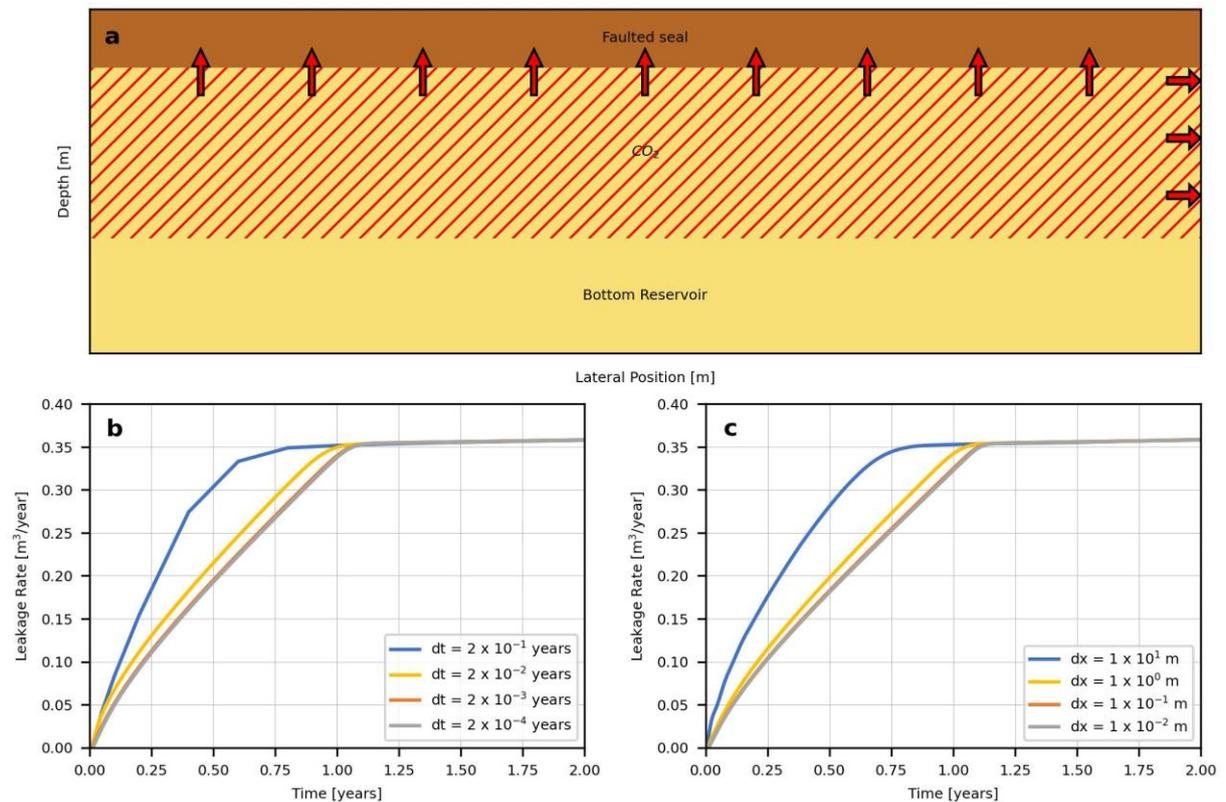 a
Faulted seal
CO₂
Depth [m]
Bottom Reservoir
Lateral Position [m]
b
Leakage Rate [m³/year]
0.40
0.35
0.30
0.25
0.20
0.15
0.10
0.05
0.00
dt = 2 x 10⁻¹ years
dt = 2 x 10⁻² years
dt = 2 x 10⁻³ years
dt = 2 x 10⁻⁴ years
0.00 0.25 0.50 0.75 1.00 1.25 1.50 1.75 2.00
Time [years]
c
Leakage Rate [m³/year]
0.40
0.35
0.30
0.25
0.20
0.15
0.10
0.05
0.00
dx = 1 x 10¹ m
dx = 1 x 10⁰ m
dx = 1 x 10⁻¹ m
dx = 1 x 10⁻² m
0.00 0.25 0.50 0.75 1.00 1.25 1.50 1.75 2.00
Time [years]